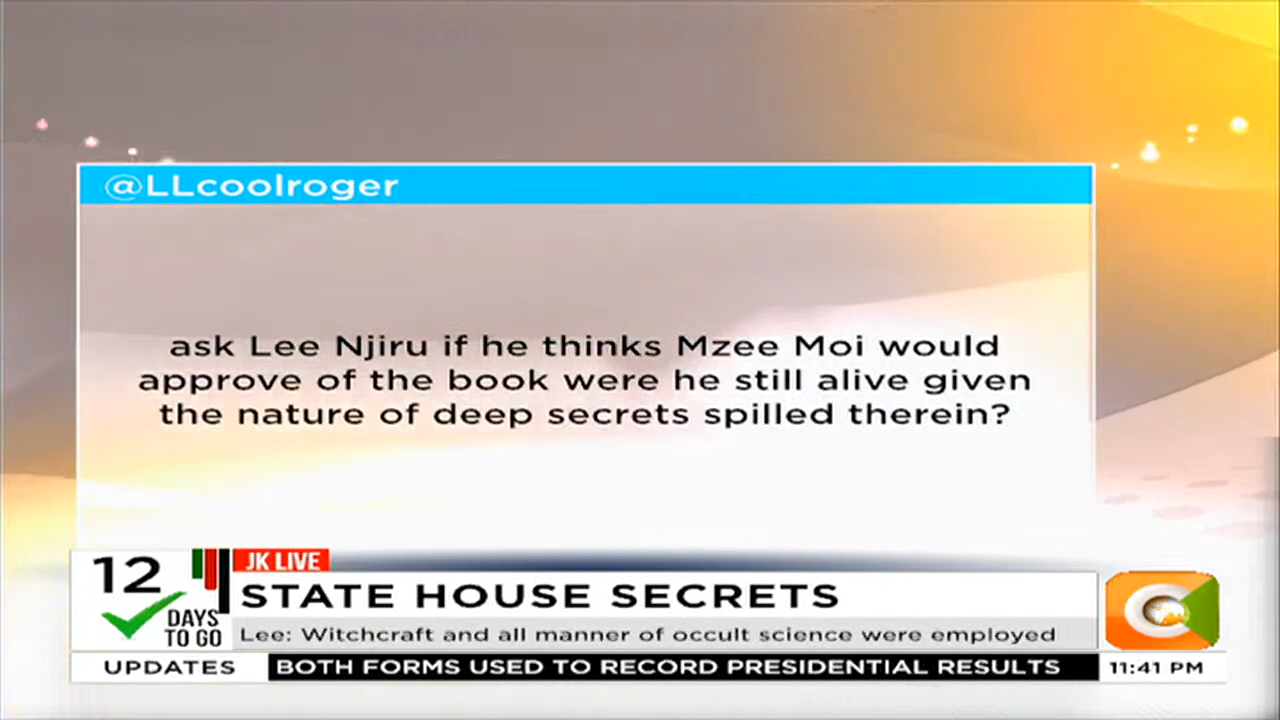 @LLcoolroger
ask Lee Njiru if he thinks Mzee Moi would
approve of the book were he still alive given
the nature of deep secrets spilled therein?
12
DAYS
TO GO
JK LIVE
STATE HOUSE SECRETS
Lee: Witchcraft and all manner of occult science were employed
UPDATES
BOTH FORMS USED TO RECORD PRESIDENTIAL RESULTS
11:41 PM